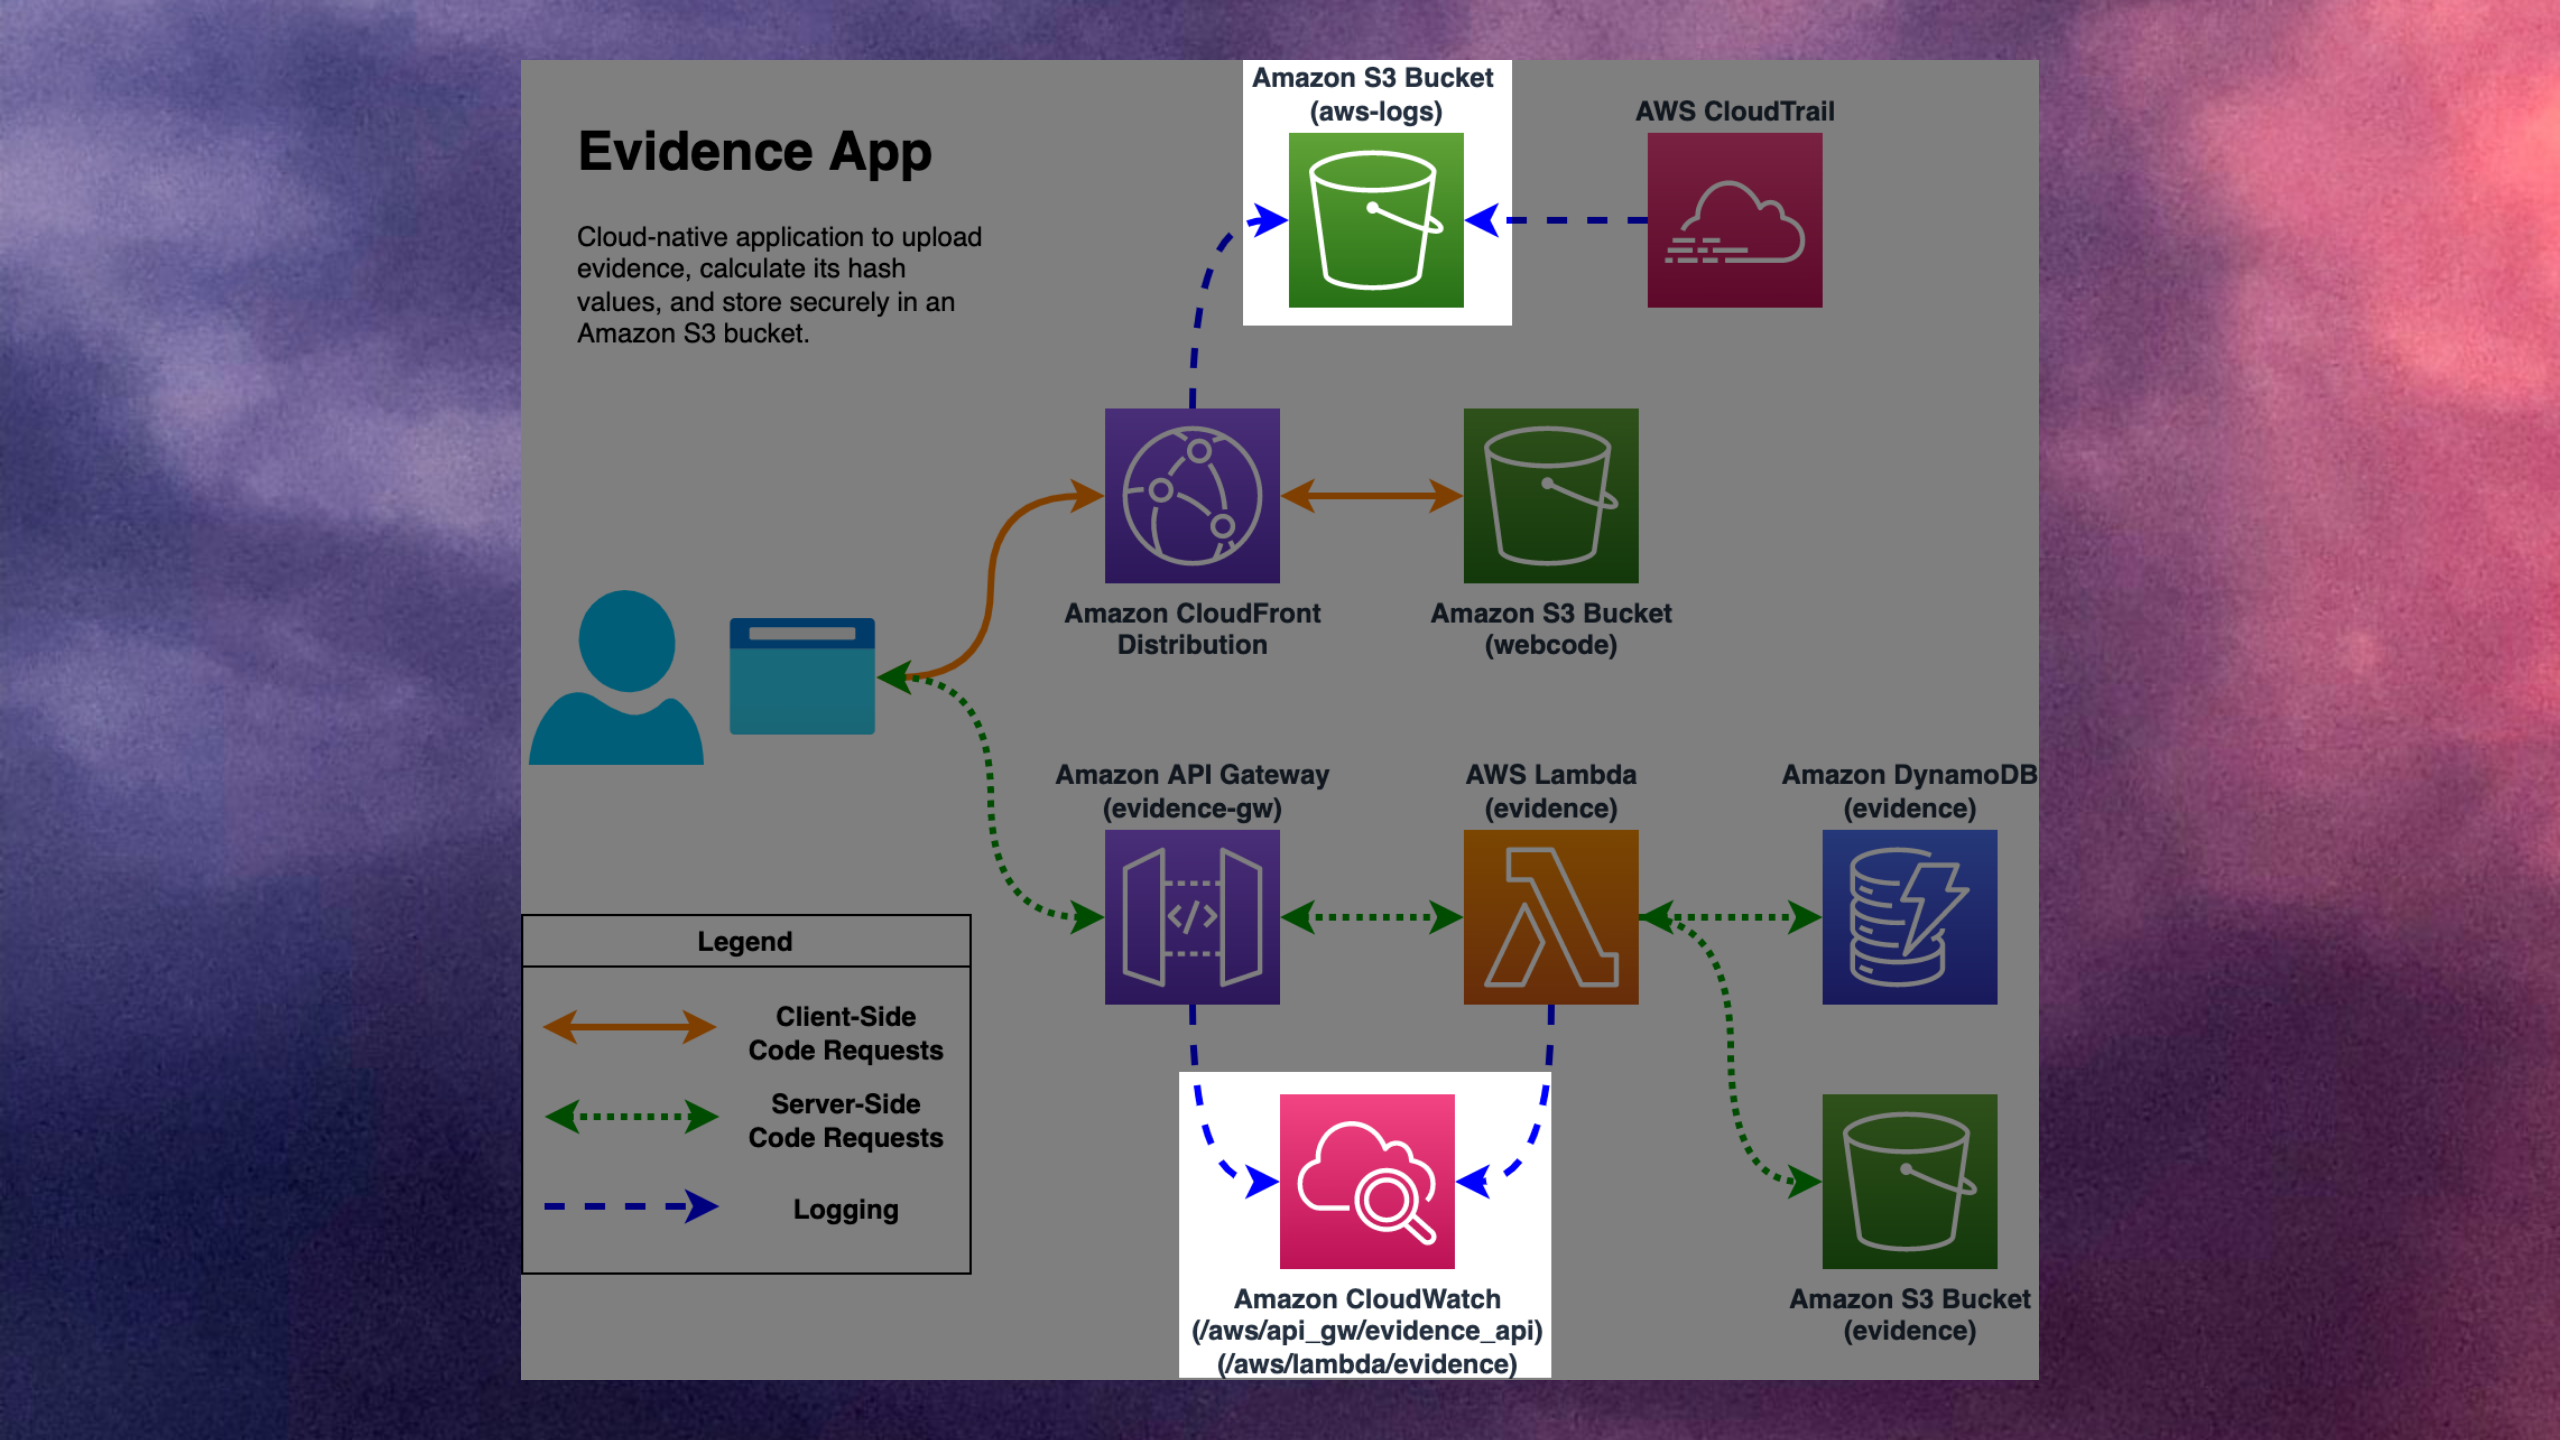 Evidence App
Cloud-native application to upload
evidence, calculate its hash
values, and store securely in an
Amazon S3 bucket.
Amazon S3 Bucket
(aws-logs)
AWS CloudTrail
Amazon CloudFront
Distribution
Amazon S3 Bucket
(webcode)
Amazon API Gateway
(evidence-gw)
AWS Lambda
(evidence)
Amazon DynamoDB
(evidence)
</>
Legend
Client-Side
Code Requests
Server-Side
Code Requests
Logging
Amazon CloudWatch
(/aws/api_gw/evidence_api)
(/aws/lambda/evidence)
Amazon S3 Bucket
(evidence)